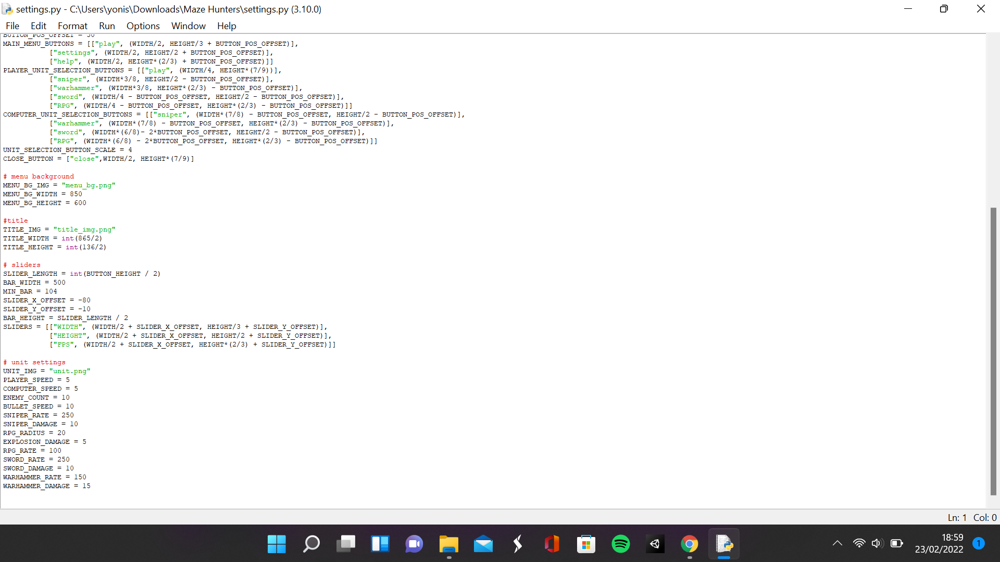 settings.py - C:\Users\yonis\Downloads\Maze Hunters\settings.py (3.10.0)
File Edit Format Run Options Window Help
BUTTON_POS_OFFSET = 50
MAIN_MENU_BUTTONS = [["play", (WIDTH/2, HEIGHT/3 + BUTTON_POS_OFFSET)],
["settings", (WIDTH/2, HEIGHT/2 + BUTTON_POS_OFFSET)],
["help", (WIDTH/2, HEIGHT*(2/3) + BUTTON_POS_OFFSET)]]
PLAYER_UNIT_SELECTION_BUTTONS = [["play", (WIDTH/4, HEIGHT*(7/9))],
["sniper", (WIDTH*3/8, HEIGHT/2 - BUTTON_POS_OFFSET)],
["warhammer", (WIDTH*3/8, HEIGHT*(2/3) - BUTTON_POS_OFFSET)],
["sword", (WIDTH/4 - BUTTON_POS_OFFSET, HEIGHT/2 - BUTTON_POS_OFFSET)],
["RPG", (WIDTH/4 - BUTTON_POS_OFFSET, HEIGHT*(2/3) - BUTTON_POS_OFFSET)]]
COMPUTER_UNIT_SELECTION_BUTTONS = [["sniper", (WIDTH*(7/8) - BUTTON_POS_OFFSET, HEIGHT/2 - BUTTON_POS_OFFSET)],
["warhammer", (WIDTH*(7/8) - BUTTON_POS_OFFSET, HEIGHT*(2/3) - BUTTON_POS_OFFSET)],
["sword", (WIDTH*(6/8)- 2*BUTTON_POS_OFFSET, HEIGHT/2 - BUTTON_POS_OFFSET)],
["RPG", (WIDTH*(6/8) - 2*BUTTON_POS_OFFSET, HEIGHT*(2/3) - BUTTON_POS_OFFSET)]]
UNIT_SELECTION_BUTTON_SCALE = 4
CLOSE_BUTTON = ["close",WIDTH/2, HEIGHT*(7/9)]
# menu background
MENU_BG_IMG = "menu_bg.png"
MENU_BG_WIDTH = 850
MENU_BG_HEIGHT = 600
#title
TITLE_IMG = "title_img.png"
TITLE_WIDTH = int(865/2)
TITLE_HEIGHT = int(136/2)
# sliders
SLIDER_LENGTH = int(BUTTON_HEIGHT / 2)
BAR_WIDTH = 500
MIN_BAR = 104
SLIDER_X_OFFSET = -80
SLIDER_Y_OFFSET = -10
BAR_HEIGHT = SLIDER_LENGTH / 2
SLIDERS = [["WIDTH", (WIDTH/2 + SLIDER_X_OFFSET, HEIGHT/3 + SLIDER_Y_OFFSET)],
["HEIGHT", (WIDTH/2 + SLIDER_X_OFFSET, HEIGHT/2 + SLIDER_Y_OFFSET)],
["FPS", (WIDTH/2 + SLIDER_X_OFFSET, HEIGHT*(2/3) + SLIDER_Y_OFFSET)]]
# unit settings
UNIT_IMG = "unit.png"
PLAYER_SPEED = 5
COMPUTER_SPEED = 5
ENEMY_COUNT = 10
BULLET_SPEED = 10
SNIPER_RATE = 250
SNIPER_DAMAGE = 10
RPG_RADIUS = 20
EXPLOSION_DAMAGE = 5
RPG_RATE = 100
SWORD_RATE = 250
SWORD_DAMAGE = 10
WARHAMMER_RATE = 150
WARHAMMER_DAMAGE = 15
Ln: 1 Col: 0
18:59
23/02/2022
1